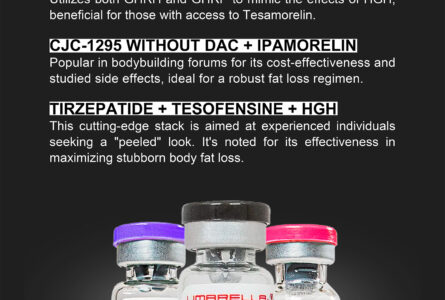 Utilizes both GHRH and GHRP to mimic the effects of HGH,
beneficial for those with access to Tesamorelin.
CJC-1295 WITHOUT DAC + IPAMORELIN
Popular in bodybuilding forums for its cost-effectiveness and
studied side effects, ideal for a robust fat loss regimen.
TIRZEPATIDE + TESOFENSINE + HGH
This cutting-edge stack is aimed at experienced individuals
seeking a "peeled" look. It's noted for its effectiveness in
maximizing stubborn body fat loss.
UMBRELLA